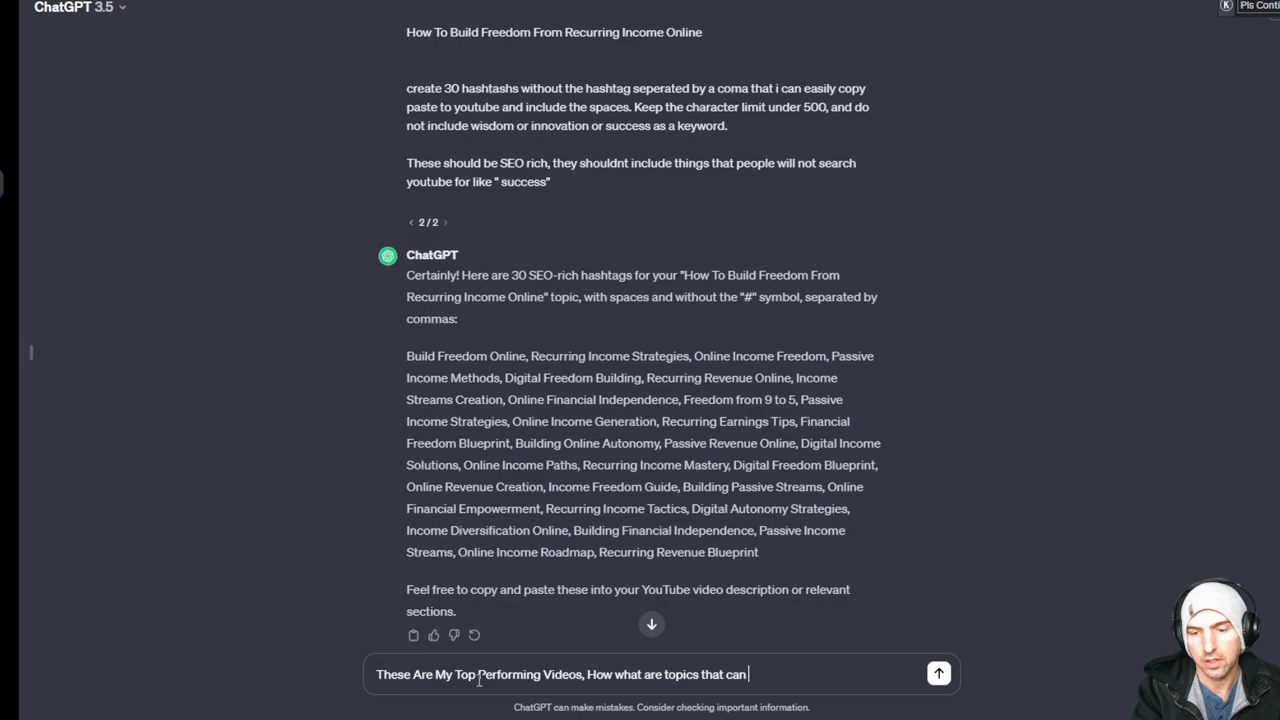 ChatGPT 3.5
K
Pls Conti
How To Build Freedom From Recurring Income Online
create 30 hashtashs without the hashtag seperated by a coma that i can easily copy
paste to youtube and include the spaces. Keep the character limit under 500, and do
not include wisdom or innovation or success as a keyword.
These should be SEO rich, they shouldnt include things that people will not search
youtube for like " success"
< 2 / 2 >
ChatGPT
Certainly! Here are 30 SEO-rich hashtags for your "How To Build Freedom From
Recurring Income Online" topic, with spaces and without the "#" symbol, separated by
commas:
Build Freedom Online, Recurring Income Strategies, Online Income Freedom, Passive
Income Methods, Digital Freedom Building, Recurring Revenue Online, Income
Streams Creation, Online Financial Independence, Freedom from 9 to 5, Passive
Income Strategies, Online Income Generation, Recurring Earnings Tips, Financial
Freedom Blueprint, Building Online Autonomy, Passive Revenue Online, Digital Income
Solutions, Online Income Paths, Recurring Income Mastery, Digital Freedom Blueprint,
Online Revenue Creation, Income Freedom Guide, Building Passive Streams, Online
Financial Empowerment, Recurring Income Tactics, Digital Autonomy Strategies,
Income Diversification Online, Building Financial Independence, Passive Income
Streams, Online Income Roadmap, Recurring Revenue Blueprint
Feel free to copy and paste these into your YouTube video description or relevant
sections.
These Are My Top Performing Videos, How what are topics that can
ChatGPT can make mistakes. Consider checking important information.